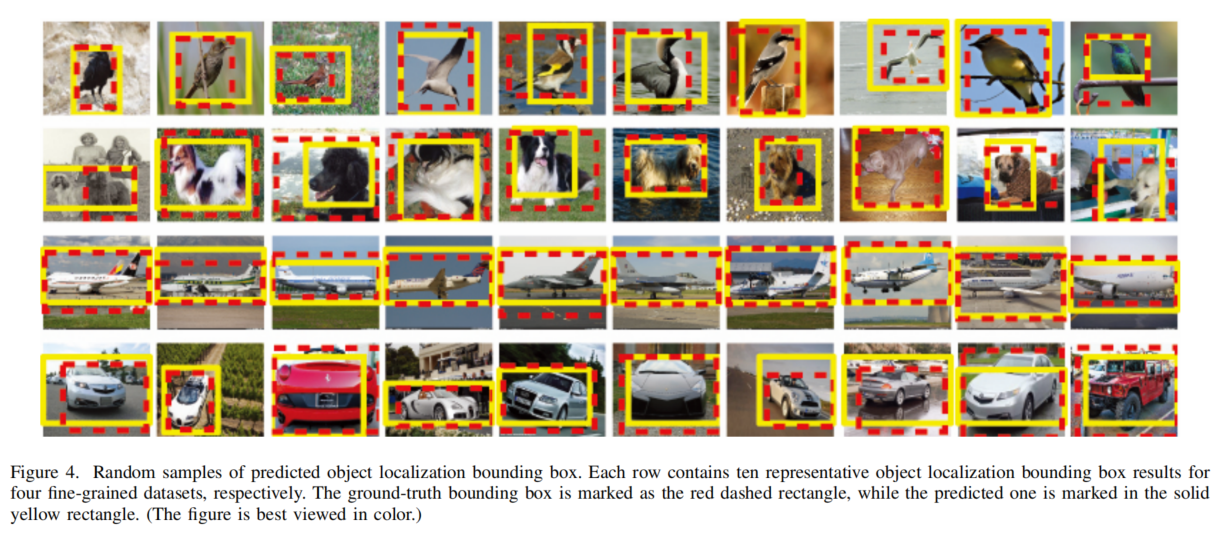 Figure 4. Random samples of predicted object localization bounding box. Each row contains ten representative object localization bounding box results for
four fine-grained datasets, respectively. The ground-truth bounding box is marked as the red dashed rectangle, while the predicted one is marked in the solid
yellow rectangle. (The figure is best viewed in color.)